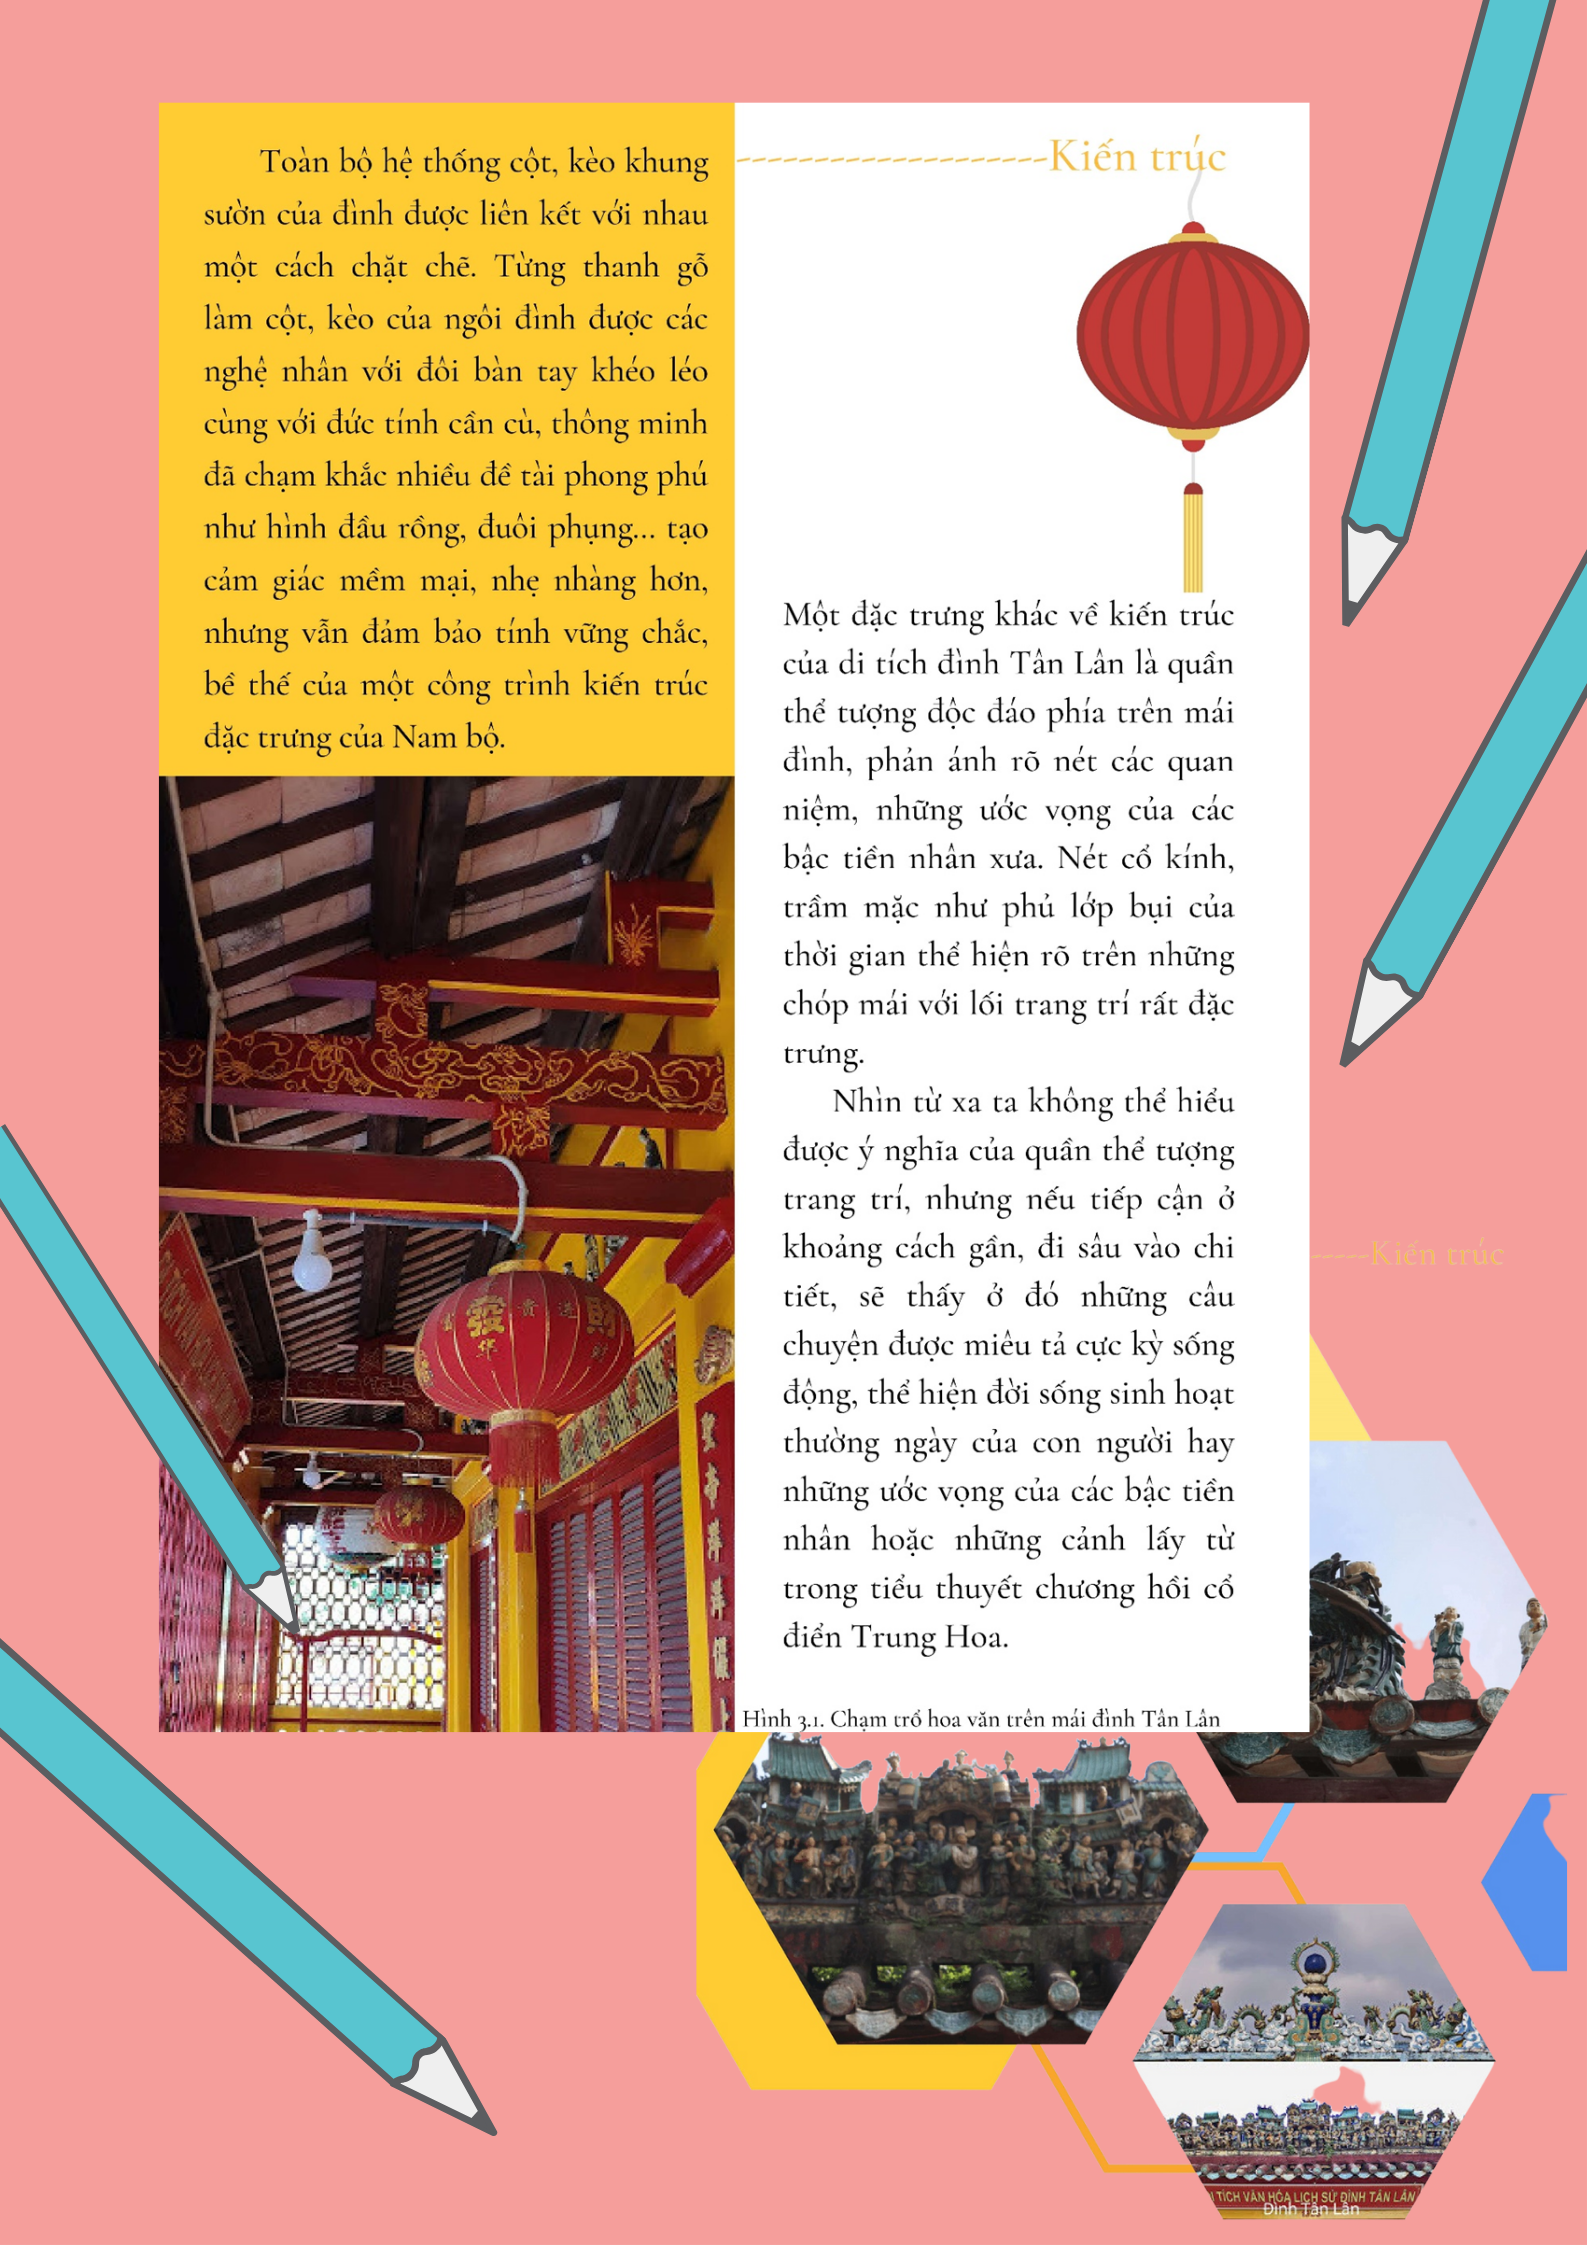 Toàn bộ hệ thống cột, kèo khung
sườn của đình được liên kết với nhau
một cách chặt chẽ. Từng thanh gỗ
làm cột, kèo của ngôi đình được các
nghệ nhân với đôi bàn tay khéo léo
cùng với đức tính cần cù, thông minh
đã chạm khắc nhiều đề tài phong phú
như hình đầu rồng, đuôi phụng... tạo
cảm giác mềm mại, nhẹ nhàng hơn,
nhưng vẫn đảm bảo tính vững chắc,
bề thế của một công trình kiến trúc
đặc trưng của Nam bộ.
Kiến trúc
Một đặc trưng khác về kiến trúc
của di tích đình Tân Lân là quần
thể tượng độc đáo phía trên mái
đình, phản ánh rõ nét các quan
niệm, những ước vọng của các
bậc tiền nhân xưa. Nét cổ kính,
trầm mặc như phủ lớp bụi của
thời gian thể hiện rõ trên những
chóp mái với lối trang trí rất đặc
trưng.
Nhìn từ xa ta không thể hiểu
được ý nghĩa của quần thể tượng
trang trí, nhưng nếu tiếp cận ở
khoảng cách gần, đi sâu vào chi
tiết, sẽ thấy ở đó những câu
chuyện được miêu tả cực kỳ sống
động, thể hiện đời sống sinh hoạt
thường ngày của con người hay
những ước vọng của các bậc tiền
nhân hoặc những cảnh lấy từ
trong tiểu thuyết chương hồi cổ
điển Trung Hoa.
Hình 3.1. Chạm trổ hoa văn trên mái đình Tân Lân
Kiến trúc
發 財
TÍCH VĂN HÓA LỊCH SỬ ĐÌNH TÂN LÂN
Đình Tân Lân